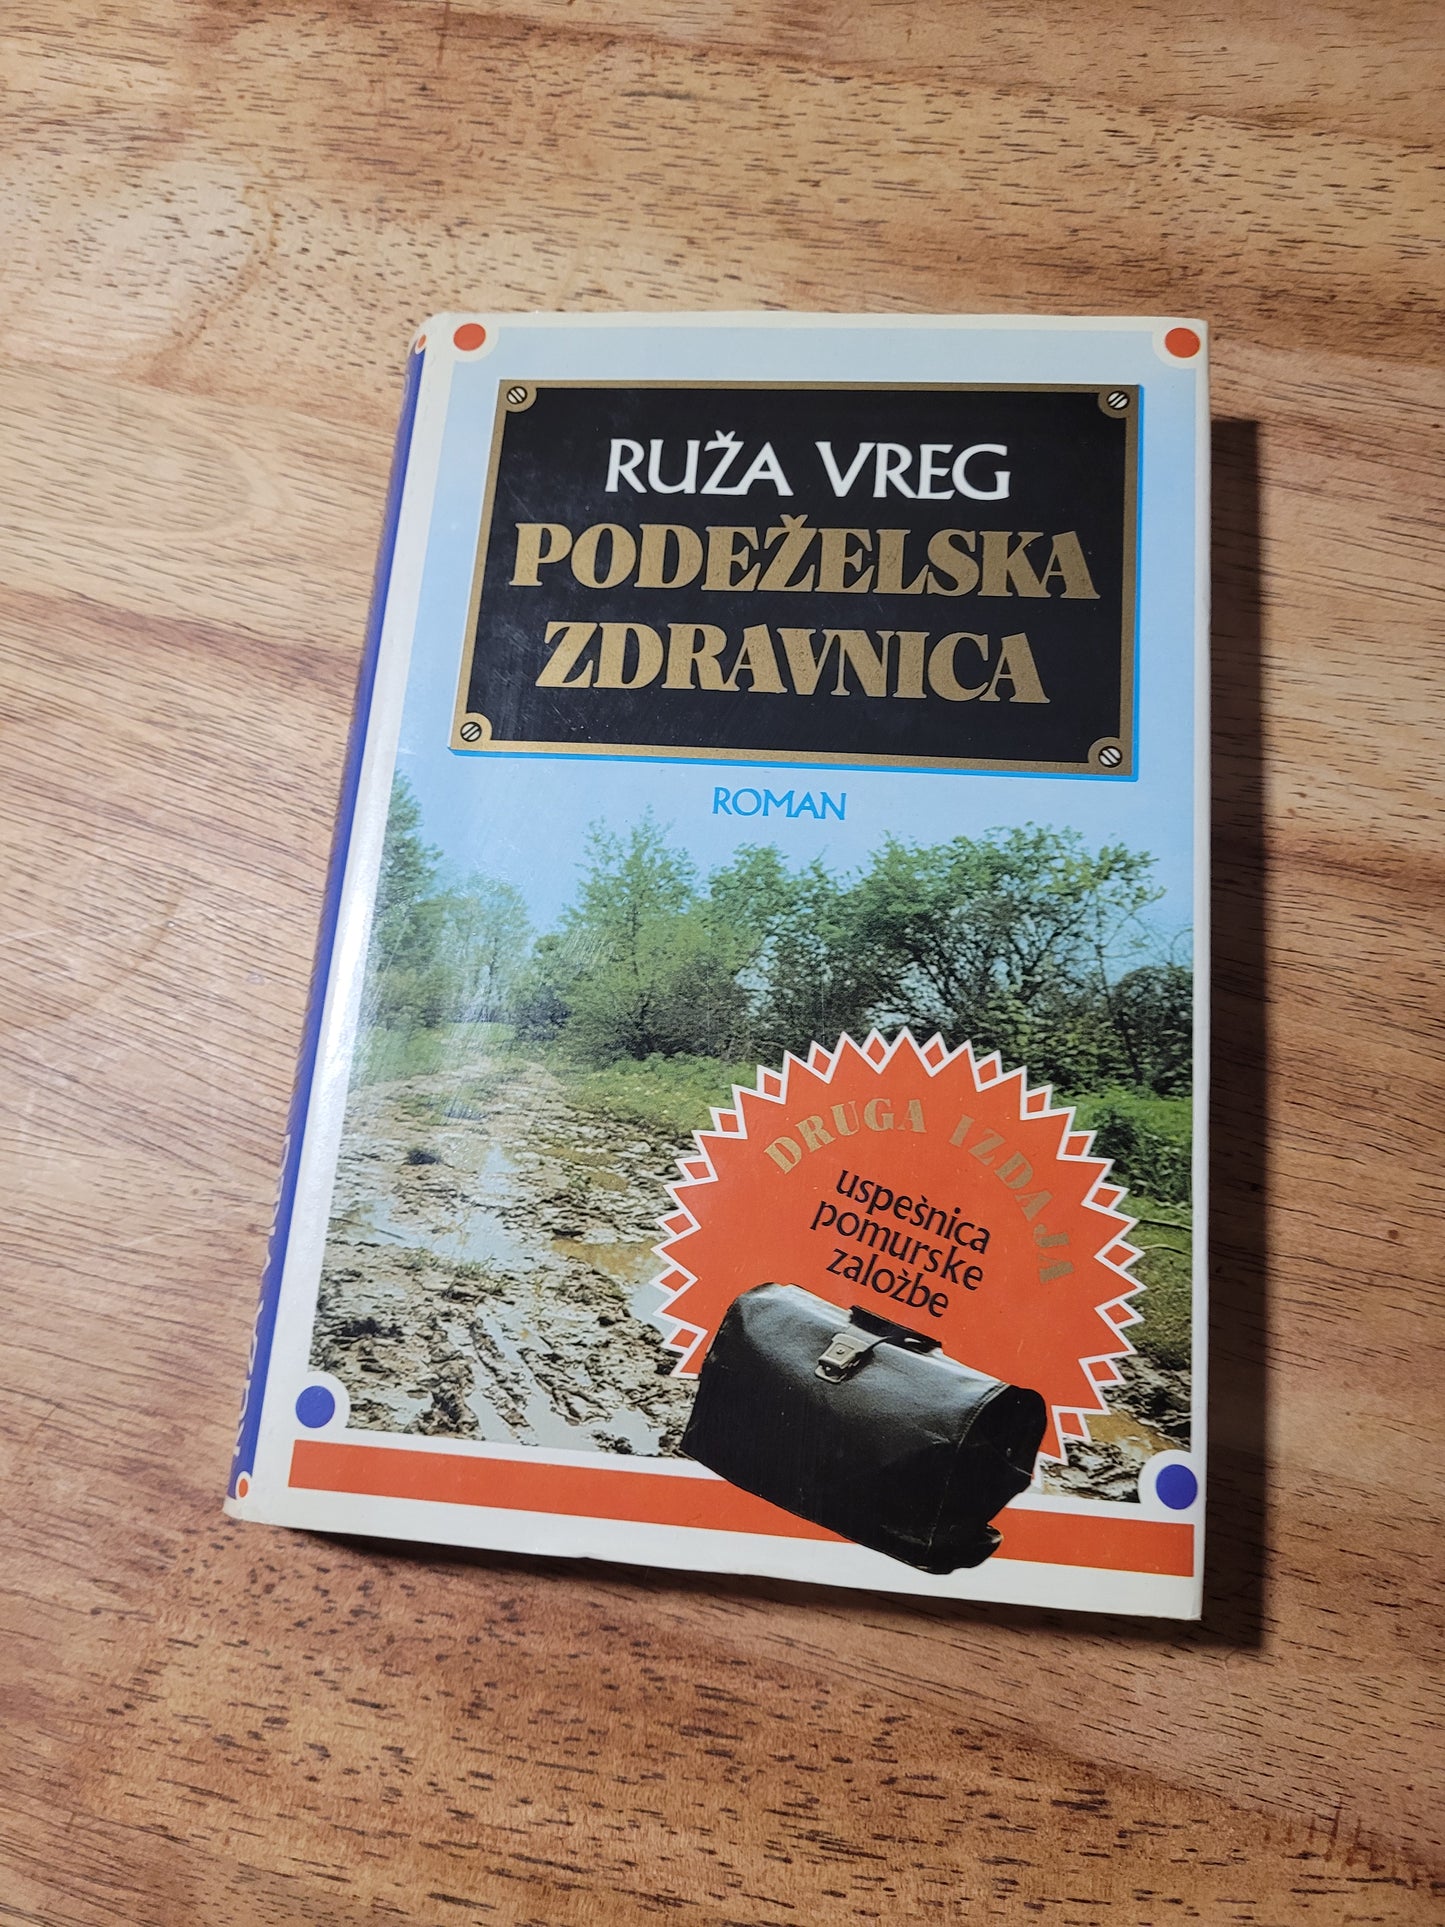 RUŽA VREG
PODEŽELSKA
ZDRAVNICA
ROMAN
DRUGA IZDAJA
uspešnica
pomurske
založbe